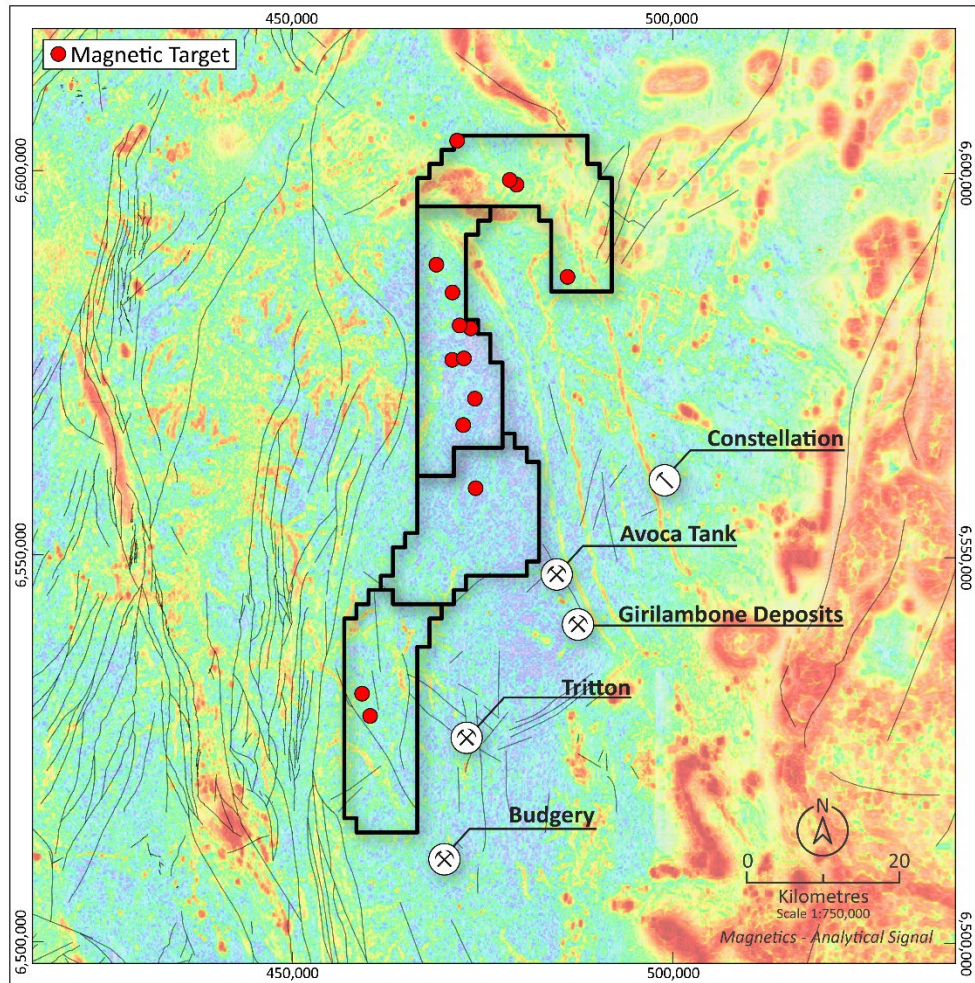 450,000 500,000
Magnetic Target
6,600,000 6,600,000
Constellation
Avoca Tank
6,550,000 6,550,000
Girilambone Deposits
Tritton
Budgery
N
0 20
Kilometres
Scale 1:750,000
Magnetics - Analytical Signal
6,500,000 6,500,000
450,000 500,000